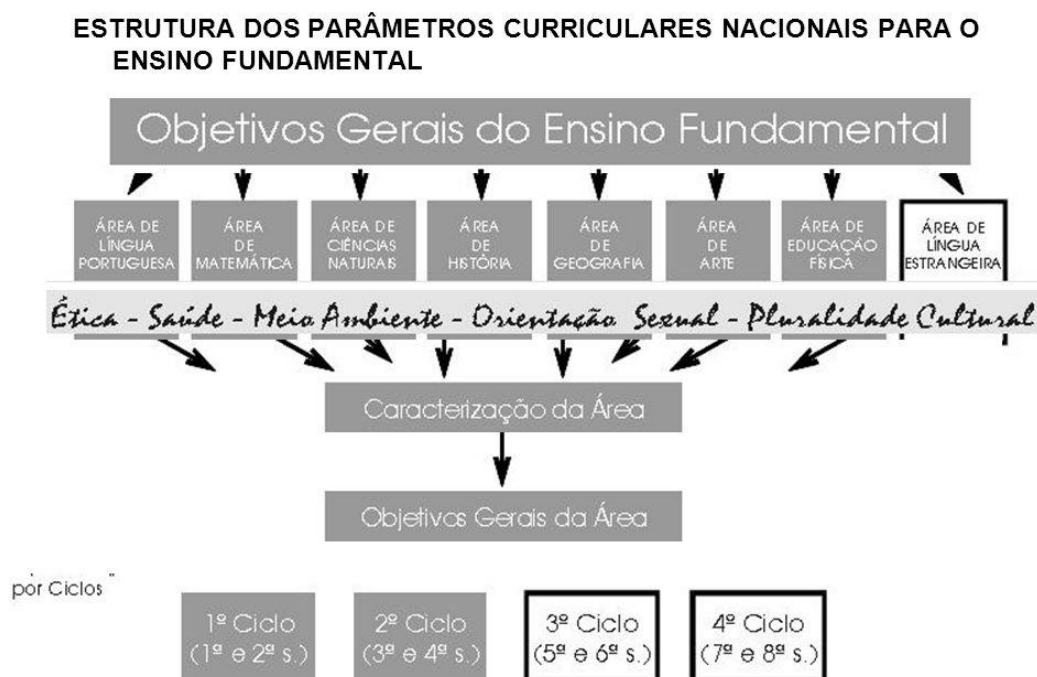 ESTRUTURA DOS PARÂMETROS CURRICULARES NACIONAIS PARA O
ENSINO FUNDAMENTAL
Objetivos Gerais do Ensino Fundamental
ÁREA DE
LÍNGUA
PORTUGUESA
ÁREA
DE
MATEMÁTICA
ÁREA DE
CIÊNCIAS
NATURAIS
ÁREA
DE
HISTÓRIA
ÁREA
DE
GEOGRAFIA
ÁREA
DE
ARTE
ÁREA DE
EDUCAÇÃO
FÍSICA
ÁREA DE
LÍNGUA
ESTRANGEIRA
Ética - Saúde - Meio Ambiente - Orientação Sexual - Pluralidade Cultural
Caracterização da Área
Objetivos Gerais da Área
por Ciclos
1º Ciclo
(1ª e 2ª s.)
2º Ciclo
(3ª e 4ª s.)
3º Ciclo
(5ª e 6ª s.)
4º Ciclo
(7ª e 8ª s.)